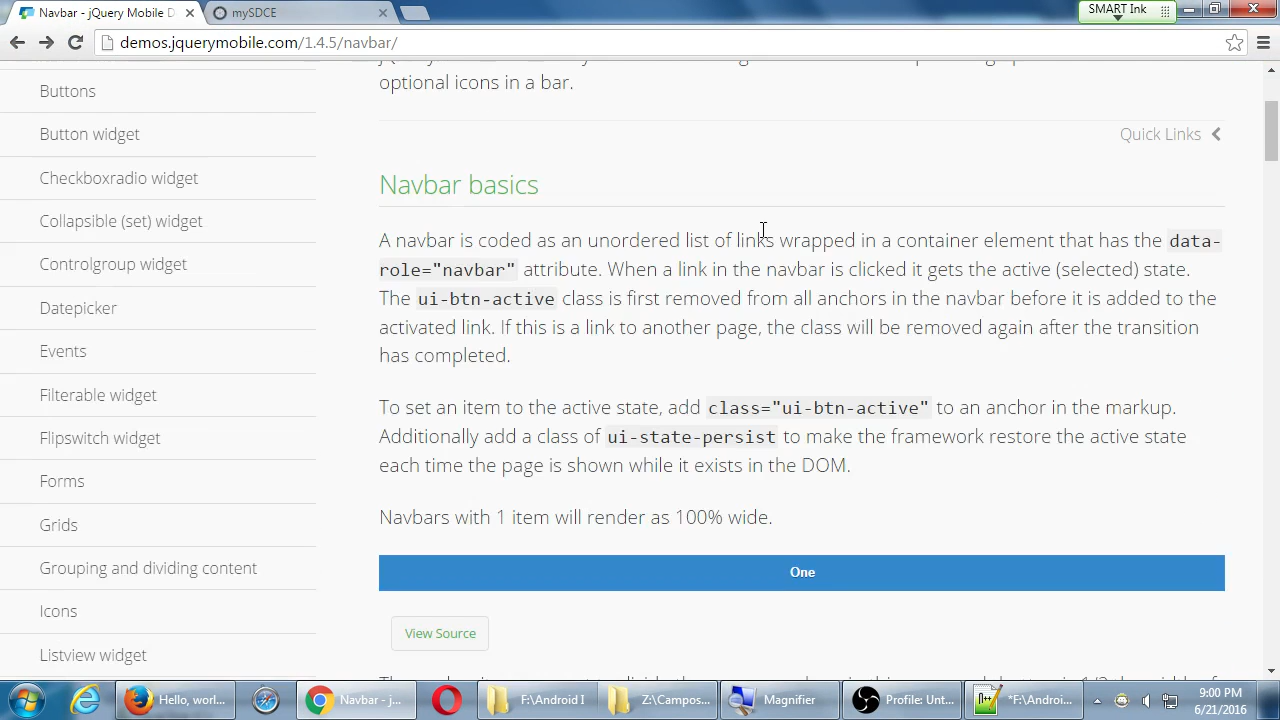 Navbar - jQuery Mobile D
mySDCE
SMART Ink
demos.jquerymobile.com/1.4.5/navbar/
optional icons in a bar.
Quick Links
Buttons
Button widget
Checkboxradio widget
Collapsible (set) widget
Controlgroup widget
Datepicker
Events
Filterable widget
Flipswitch widget
Forms
Grids
Grouping and dividing content
Icons
Listview widget
Navbar basics
A navbar is coded as an unordered list of links wrapped in a container element that has the data-
role="navbar" attribute. When a link in the navbar is clicked it gets the active (selected) state.
The ui-btn-active class is first removed from all anchors in the navbar before it is added to the
activated link. If this is a link to another page, the class will be removed again after the transition
has completed.
To set an item to the active state, add class="ui-btn-active" to an anchor in the markup.
Additionally add a class of ui-state-persist to make the framework restore the active state
each time the page is shown while it exists in the DOM.
Navbars with 1 item will render as 100% wide.
One
View Source
Hello, worl...
Navbar - j...
F:\Android I
Z:\Campos...
Magnifier
Profile: Unt...
*F:\Androi...
9:00 PM
6/21/2016